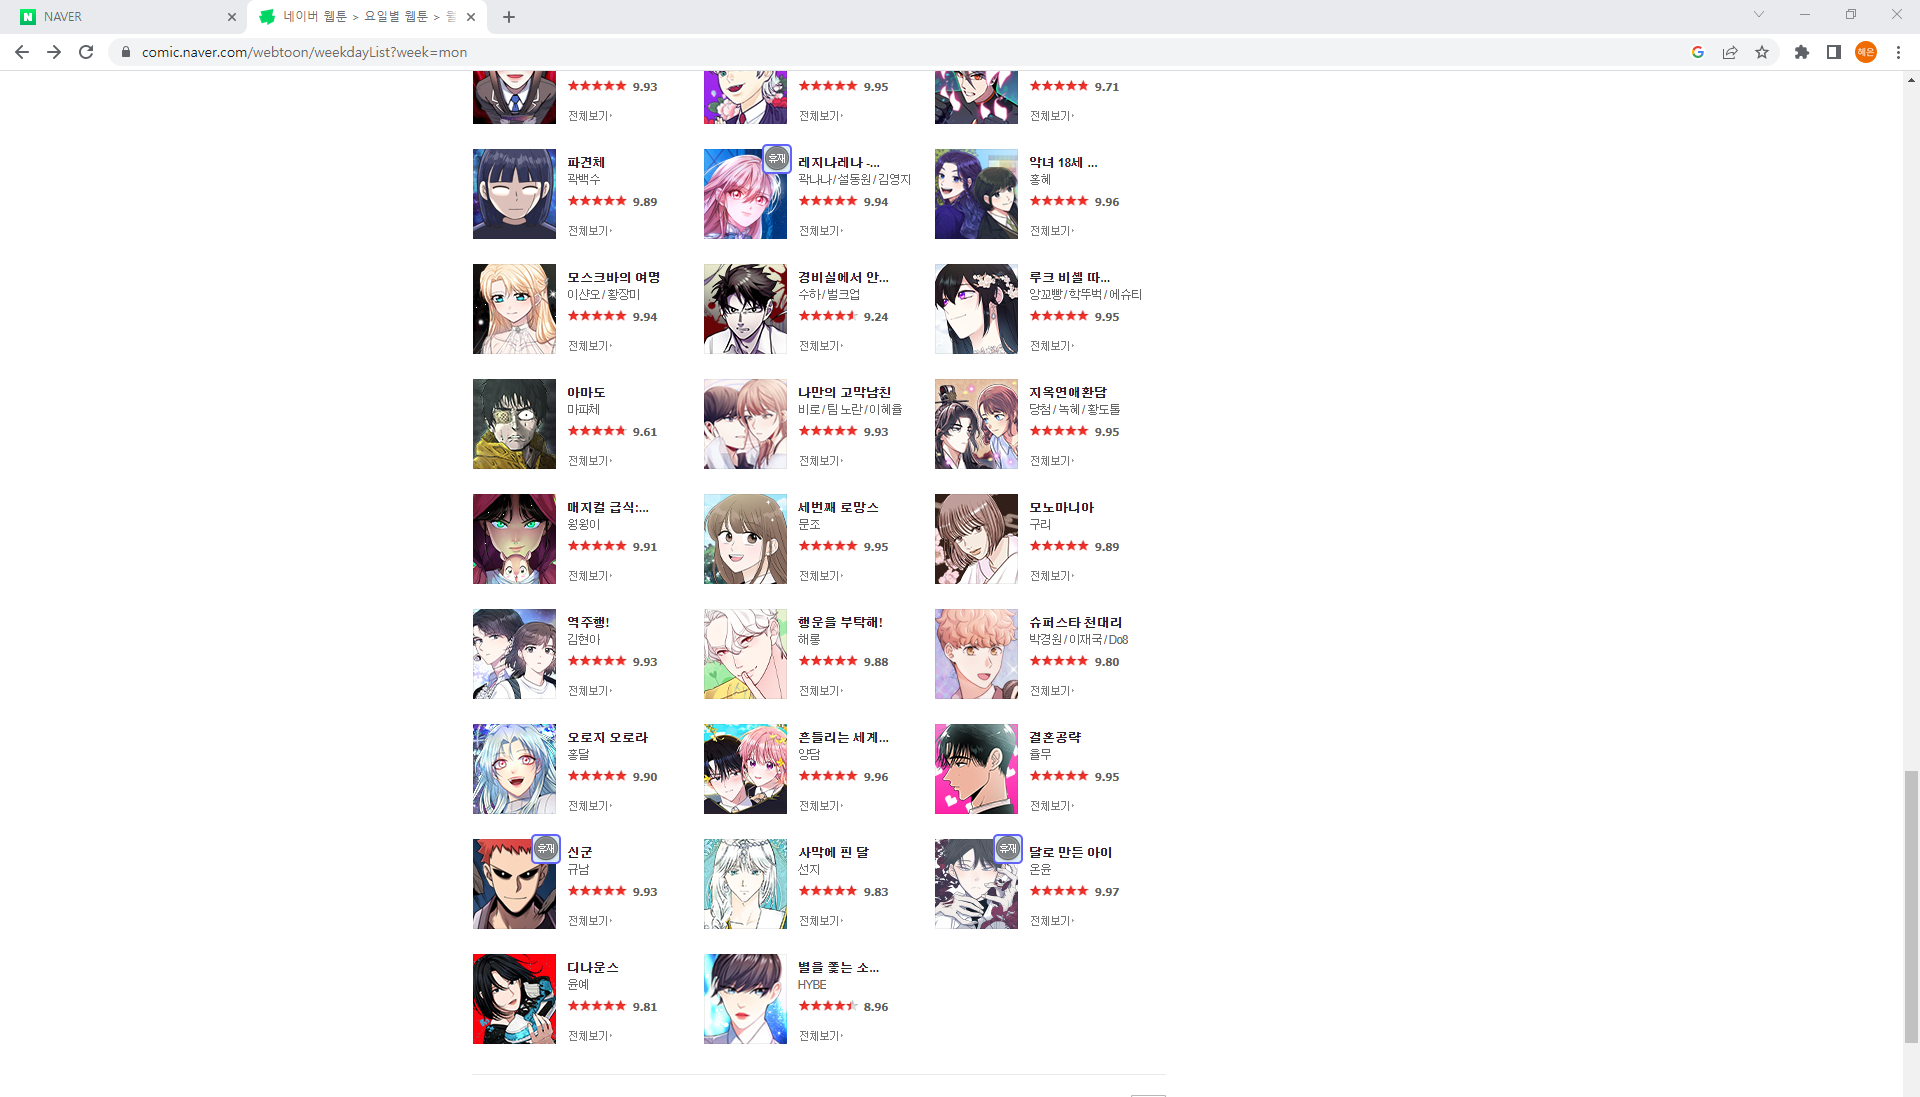 NAVER
네이버 웹툰 > 요일별 웹툰 >
comic.naver.com/webtoon/weekdayList?week=mon
혜은
9.93
9.95
9.71
전체보기
전체보기
전체보기
파견체
곽백수
9.89
전체보기
휴재
레지나레나 -...
곽나나 / 설동원 / 김영지
9.94
전체보기
악녀 18세 ...
홍혜
9.96
전체보기
모스크바의 여명
이샨오 / 황장미
9.94
전체보기
경비실에서 안...
수하 / 벌크업
9.24
전체보기
루크 비셸 따...
앙꼬빵 / 학뚜벅 / 에슈티
9.95
전체보기
아마도
마피체
9.61
전체보기
나만의 고막남친
비로 / 팀 노란 / 이혜율
9.93
전체보기
지옥연애환담
당첨 / 녹혜 / 황도톨
9.95
전체보기
매지컬 급식:...
왕왕이
9.91
전체보기
세번째 로망스
문조
9.95
전체보기
모노마니아
구리
9.89
전체보기
역주행!
김현아
9.93
전체보기
행운을 부탁해!
해롱
9.88
전체보기
슈퍼스타 천대리
박경원 / 이재국 / Do8
9.80
전체보기
오로지 오로라
홍달
9.90
전체보기
흔들리는 세계...
양담
9.96
전체보기
결혼공략
율무
9.95
전체보기
휴재
신군
규남
9.93
전체보기
사막에 핀 달
선지
9.83
전체보기
휴재
달로 만든 아이
온윤
9.97
전체보기
디나운스
윤예
9.81
전체보기
별을 쫓는 소...
HYBE
8.96
전체보기